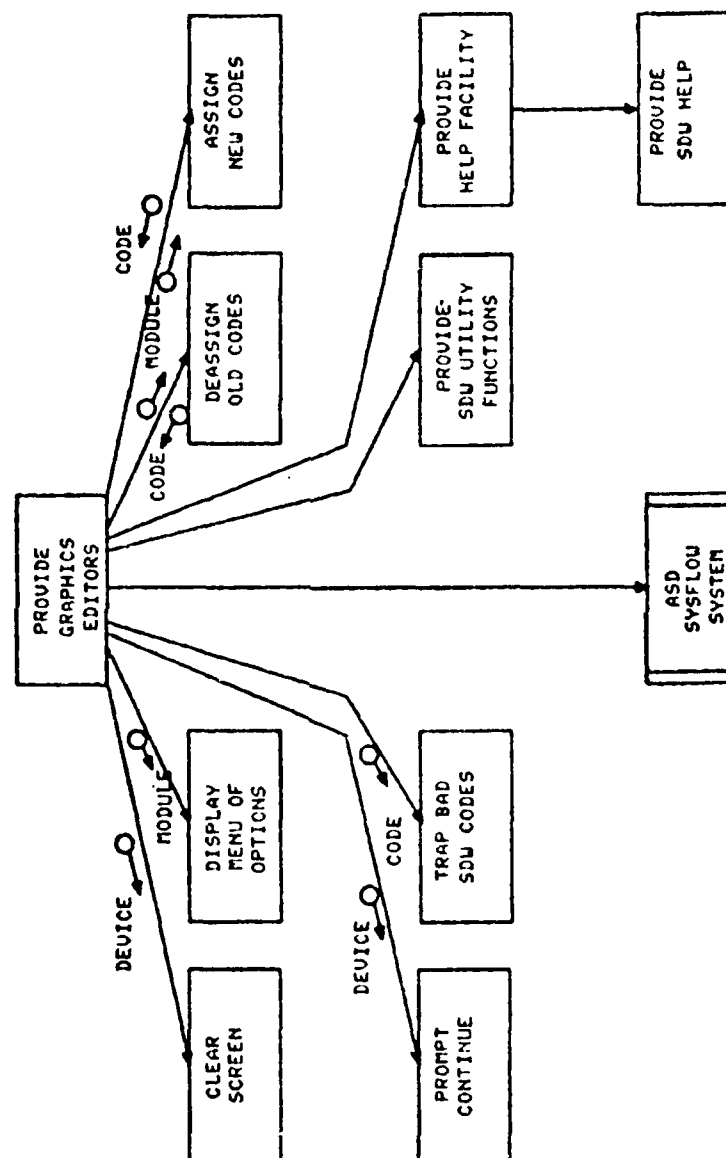 PROVIDE
GRAPHICS
EDITORS
DEVICE
MODULE
CODE
MODULE
CODE
CLEAR
SCREEN
DISPLAY
MENU OF
OPTIONS
DEASSIGN
OLD CODES
ASSIGN
NEW CODES
DEVICE
CODE
PROMPT
CONTINUE
TRAP BAD
SDW CODES
PROVIDE-
SDW UTILITY
FUNCTIONS
PROVIDE
HELP FACILITY
ASD
SYSFLOW
SYSTEM
PROVIDE
SDW HELP